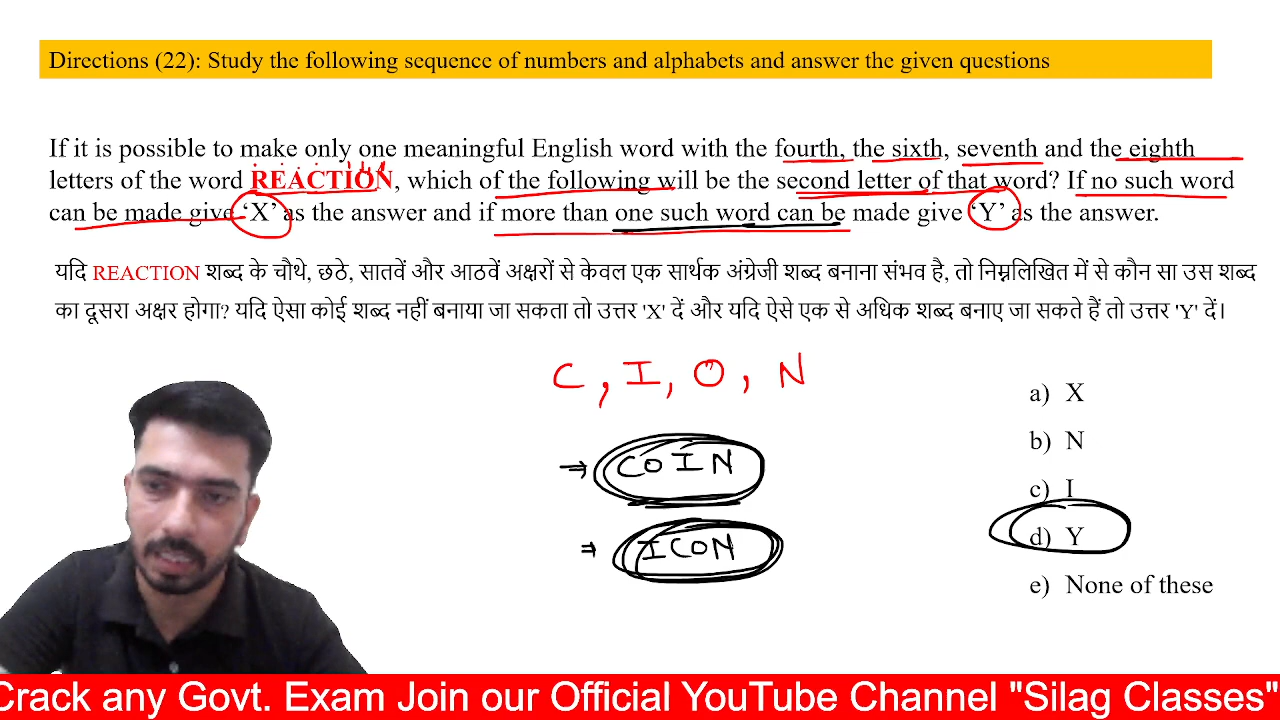 Directions (22): Study the following sequence of numbers and alphabets and answer the given questions
If it is possible to make only one meaningful English word with the fourth, the sixth, seventh and the eighth
letters of the word REACTION, which of the following will be the second letter of that word? If no such word
can be made give ‘X’ as the answer and if more than one such word can be made give ‘Y’ as the answer.
यदि REACTION शब्द के चौथे, छठे, सातवें और आठवें अक्षरों से केवल एक सार्थक अंग्रेजी शब्द बनाना संभव है, तो निम्नलिखित में से कौन सा उस शब्द
का दूसरा अक्षर होगा? यदि ऐसा कोई शब्द नहीं बनाया जा सकता तो उत्तर 'X' दें और यदि ऐसे एक से अधिक शब्द बनाए जा सकते हैं तो उत्तर 'Y' दें।
C, I, O, N
⇒ COIN
⇒ ICON
a) X
b) N
c) I
d) Y
e) None of these
Crack any Govt. Exam Join our Official YouTube Channel "Silag Classes"